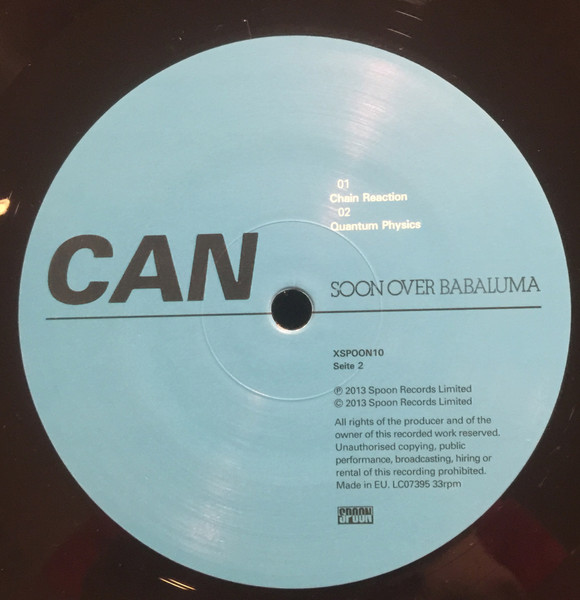 01
Chain Reaction
02
Quantum Physics
CAN
SOON OVER BABALUMA
XSPOON10
Seite 2
℗ 2013 Spoon Records Limited
© 2013 Spoon Records Limited
All rights of the producer and of the
owner of this recorded work reserved.
Unauthorised copying, public
performance, broadcasting, hiring or
rental of this recording prohibited.
Made in EU. LC07395 33rpm
SPOON